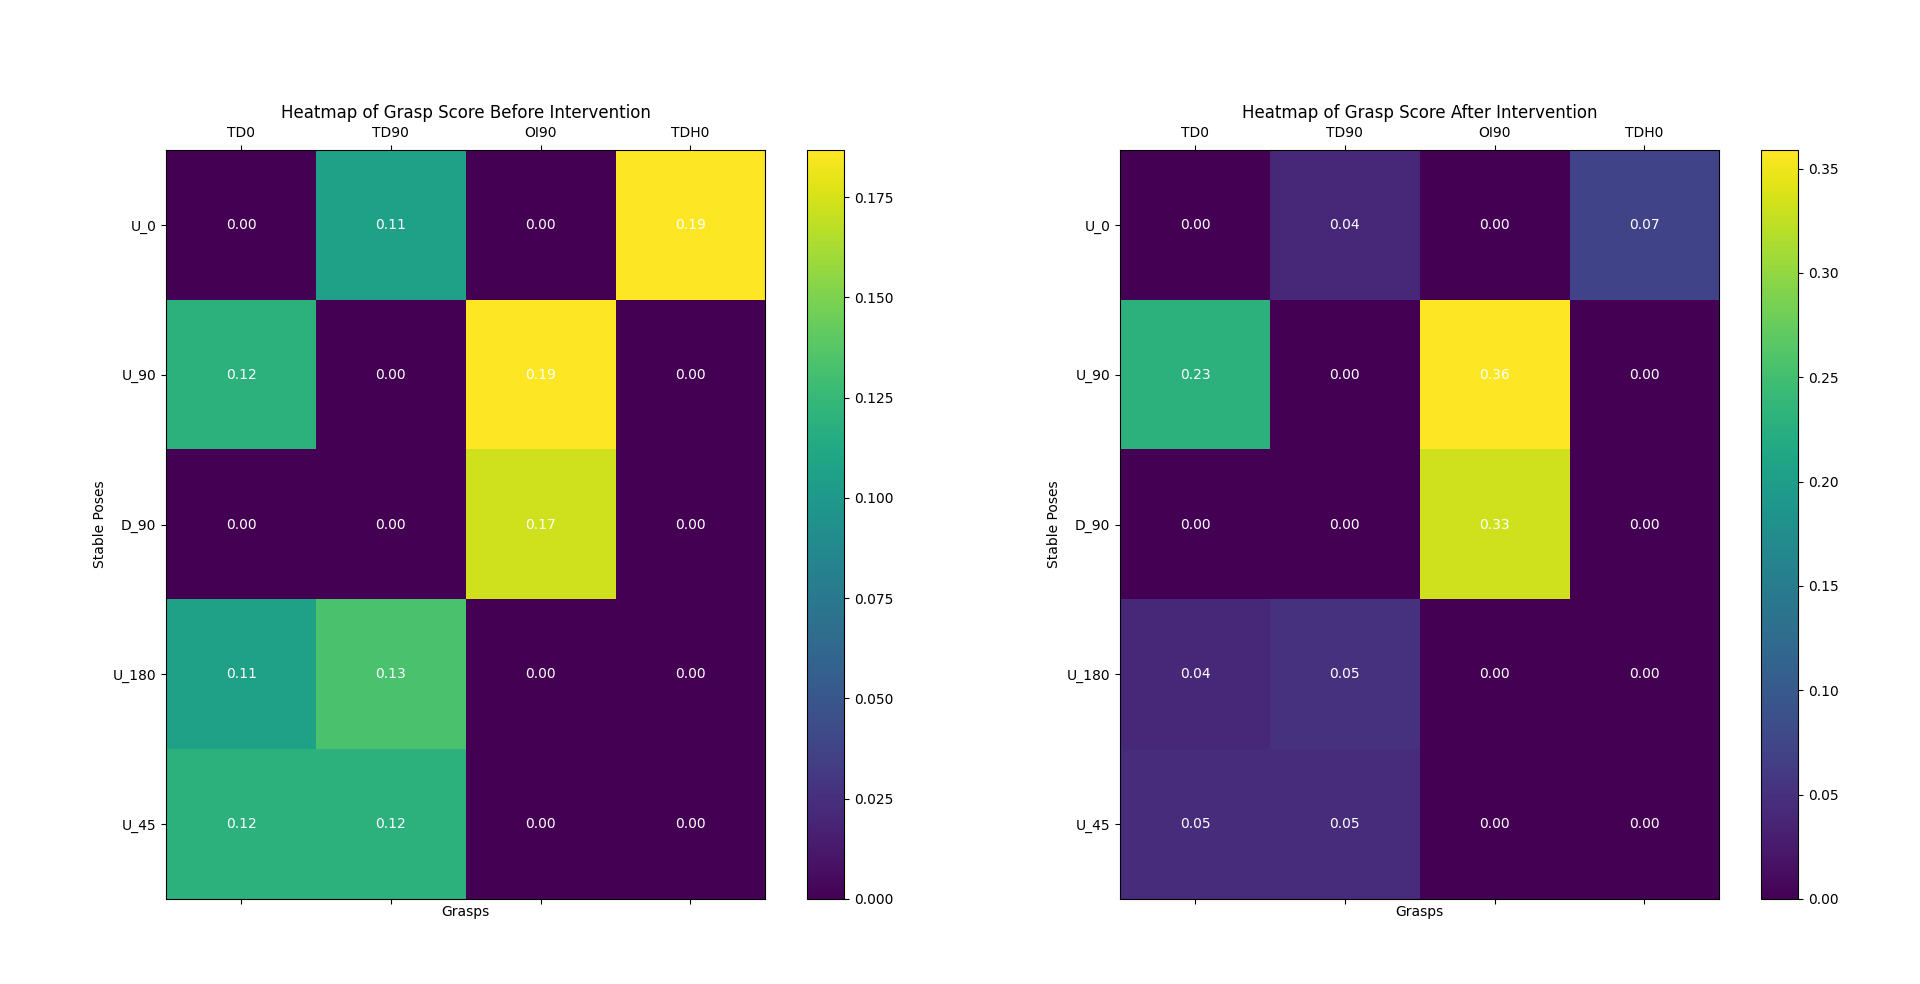 Heatmap of Grasp Score Before Intervention
TD0 TD90 OI90 TDH0
U_0 0.00 0.11 0.00 0.19
U_90 0.12 0.00 0.19 0.00
D_90 0.00 0.00 0.17 0.00
U_180 0.11 0.13 0.00 0.00
U_45 0.12 0.12 0.00 0.00
Stable Poses
Grasps
0.175
0.150
0.125
0.100
0.075
0.050
0.025
0.000
Heatmap of Grasp Score After Intervention
TD0 TD90 OI90 TDH0
U_0 0.00 0.04 0.00 0.07
U_90 0.23 0.00 0.36 0.00
D_90 0.00 0.00 0.33 0.00
U_180 0.04 0.05 0.00 0.00
U_45 0.05 0.05 0.00 0.00
Stable Poses
Grasps
0.35
0.30
0.25
0.20
0.15
0.10
0.05
0.00